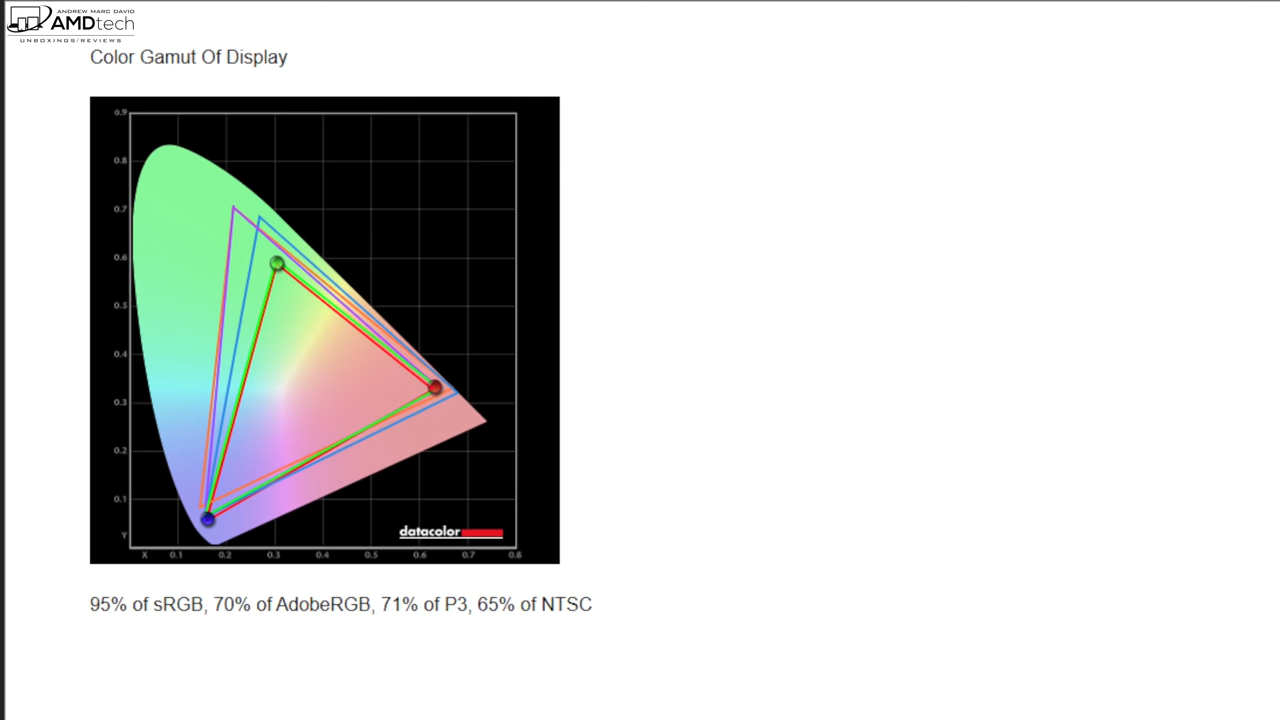 ANDREW MARC DAVID
AMDtech
UNBOXINGS/REVIEWS
Color Gamut Of Display
0.9
0.8
0.7
0.6
0.5
0.4
0.3
0.2
0.1
Y
X 0.1 0.2 0.3 0.4 0.5 0.6 0.7 0.8
datacolor
95% of sRGB, 70% of AdobeRGB, 71% of P3, 65% of NTSC